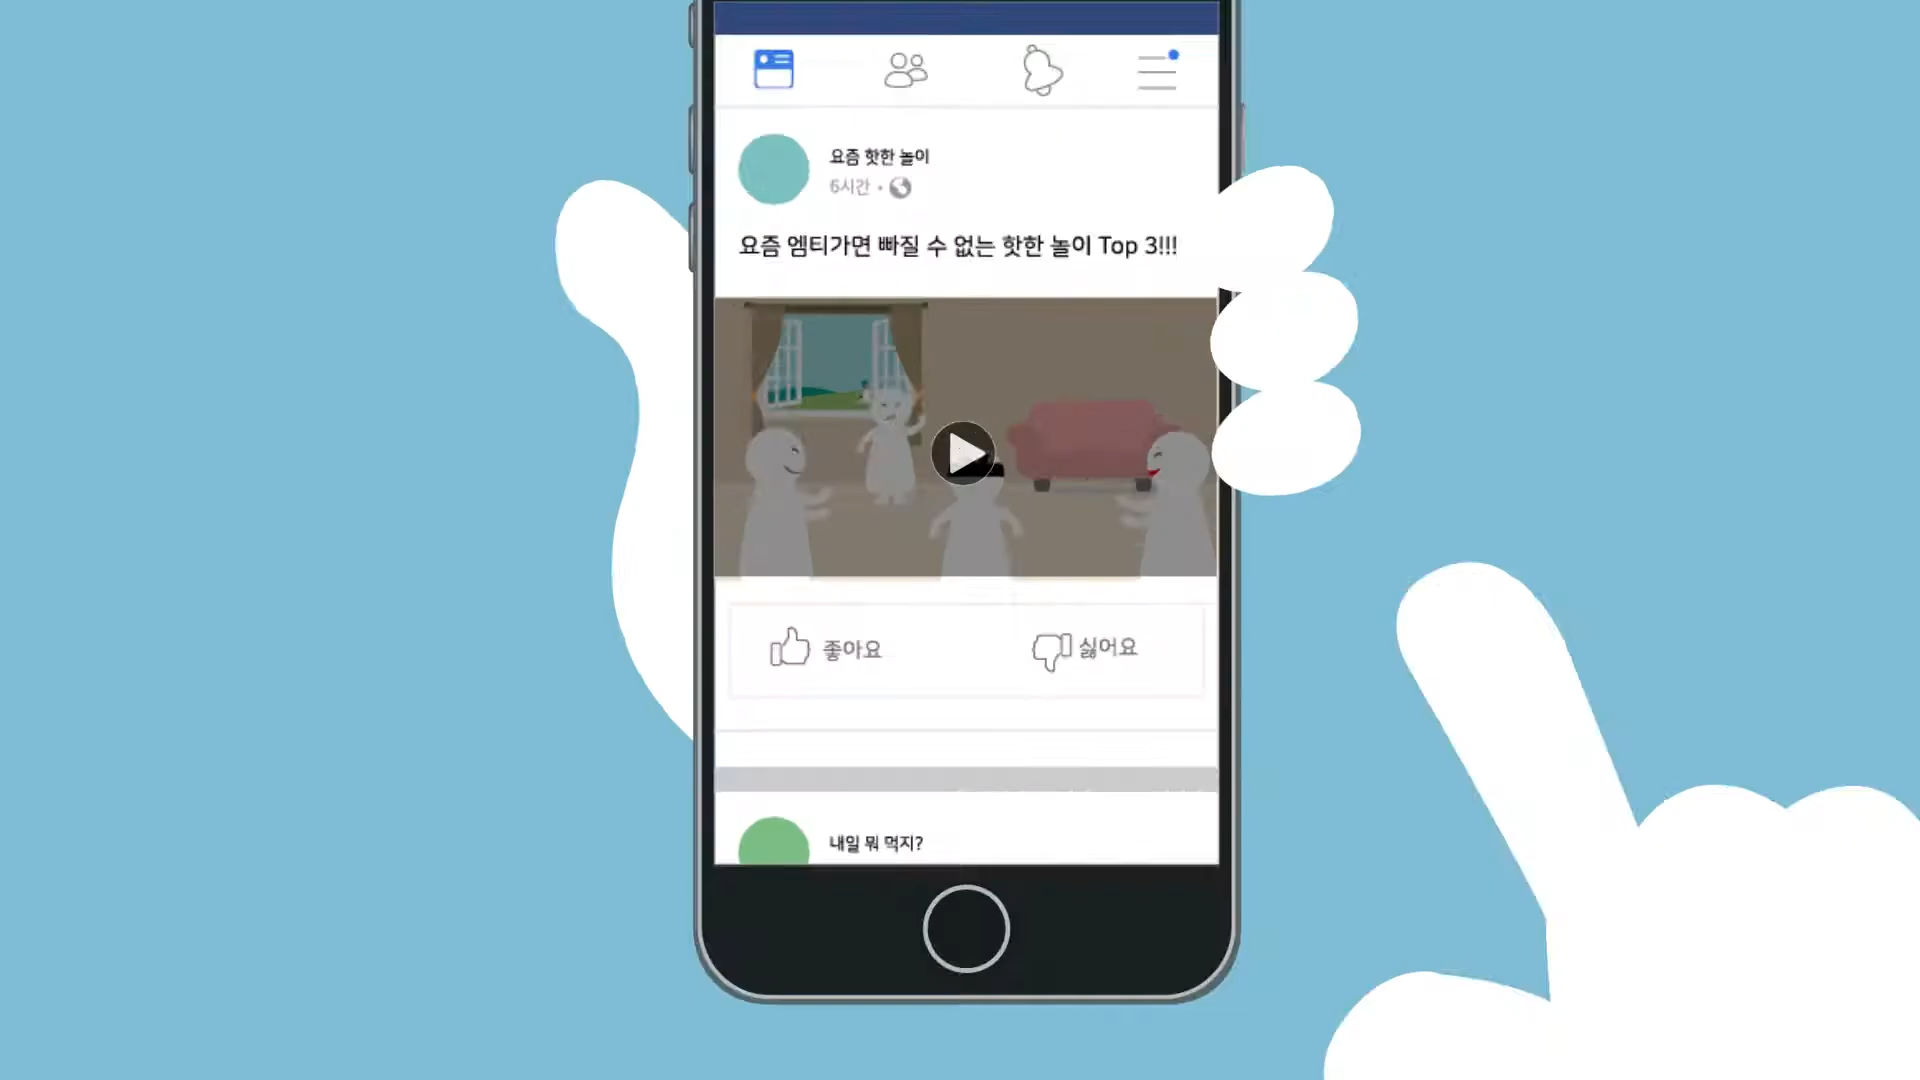 요즘 핫한 놀이
6시간 •
요즘 엠티가면 빠질 수 없는 핫한 놀이 Top 3!!!
좋아요
싫어요
내일 뭐 먹지?